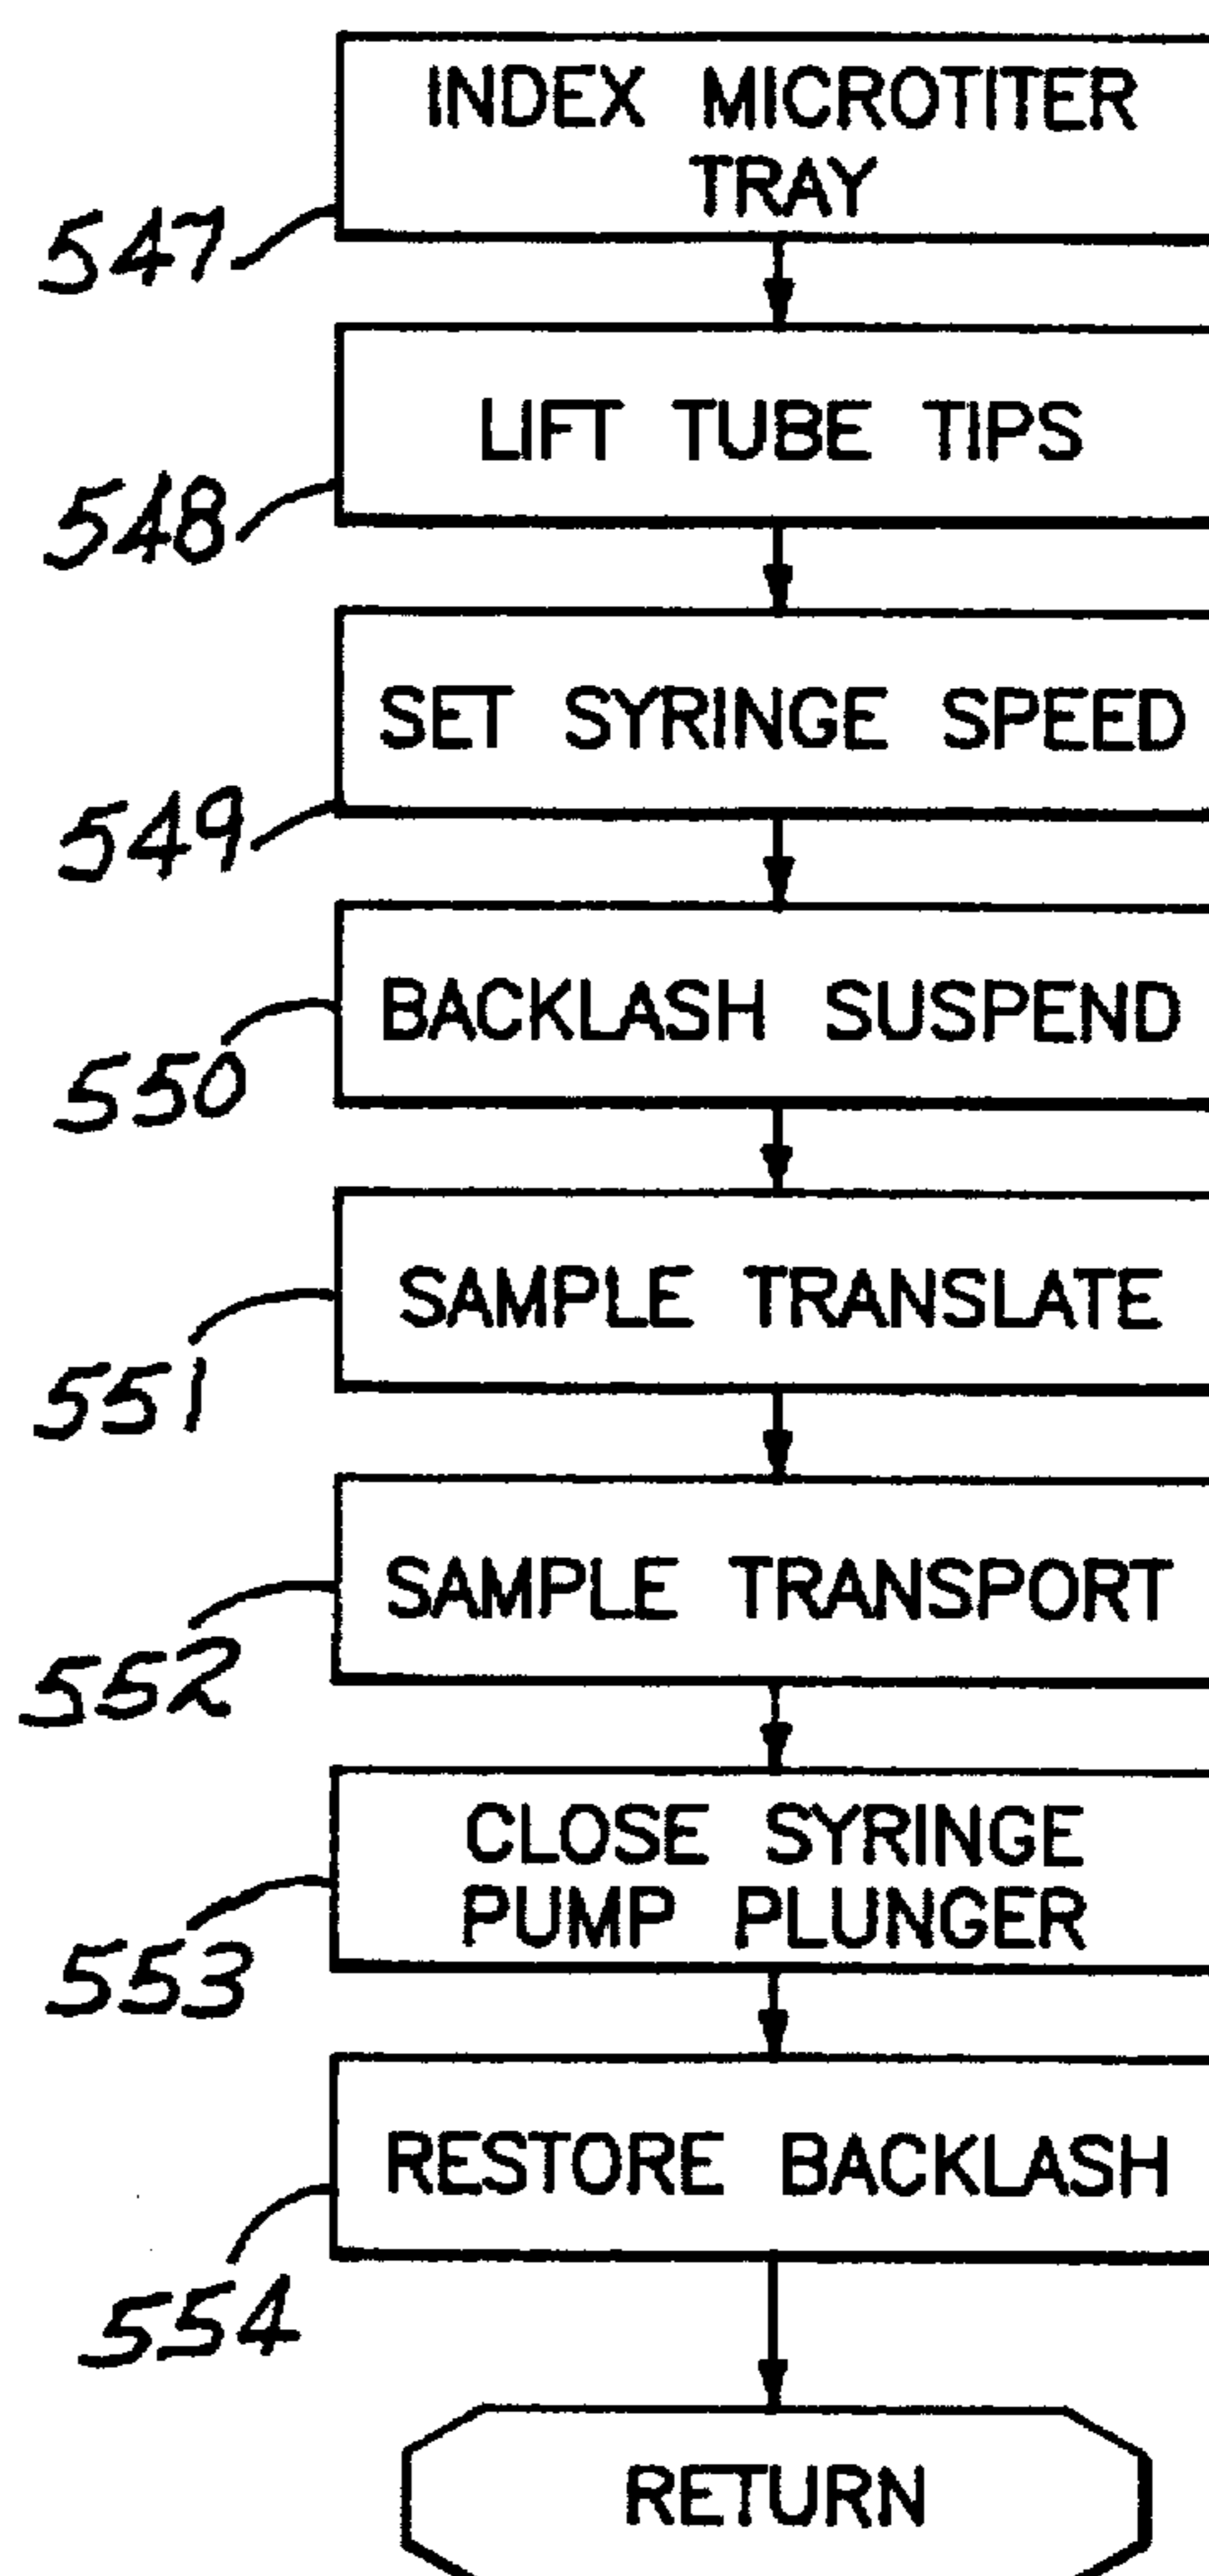 INDEX MICROTITER
TRAY
547
LIFT TUBE TIPS
548
SET SYRINGE SPEED
549
BACKLASH SUSPEND
550
SAMPLE TRANSLATE
551
SAMPLE TRANSPORT
552
CLOSE SYRINGE
PUMP PLUNGER
553
RESTORE BACKLASH
554
RETURN